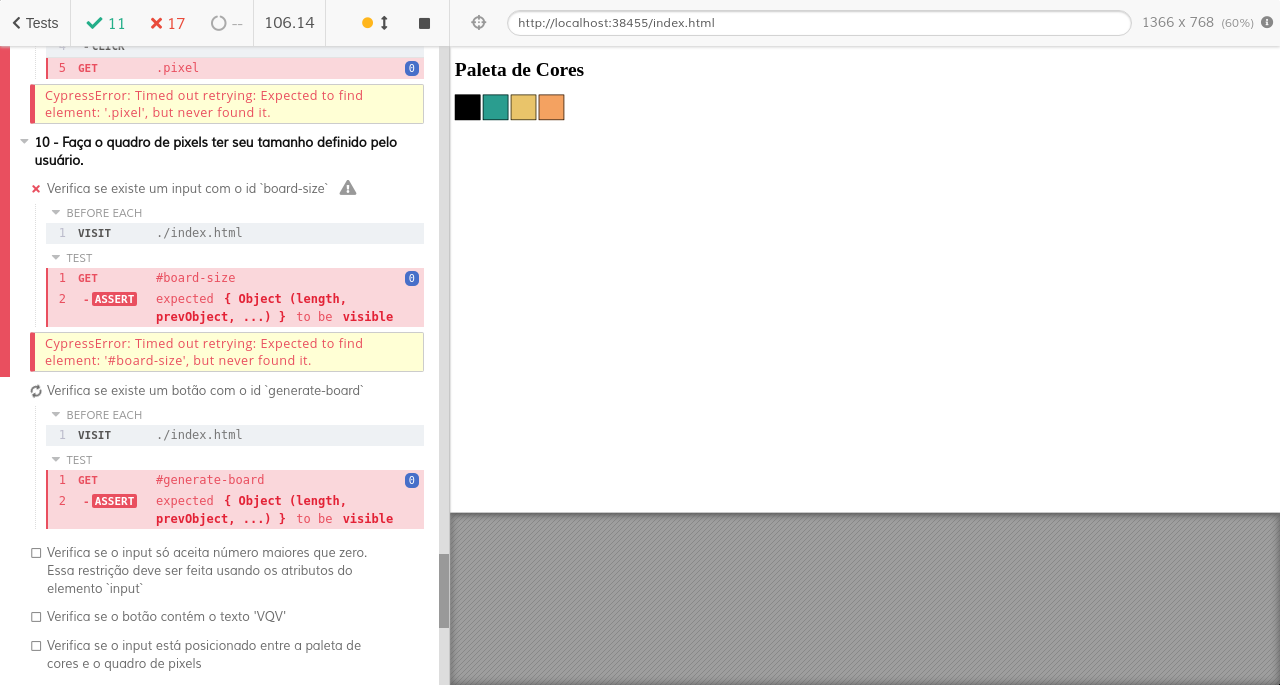 Tests 11 17 -- 106.14
http://localhost:38455/index.html 1366 x 768 (60%)
4 - CLICK
5 GET .pixel 0
CypressError: Timed out retrying: Expected to find
element: '.pixel', but never found it.
10 - Faça o quadro de pixels ter seu tamanho definido pelo
usuário.
Verifica se existe um input com o id `board-size`
BEFORE EACH
1 VISIT ./index.html
TEST
1 GET #board-size 0
2 - ASSERT expected { Object (length,
prevObject, ...) } to be visible
CypressError: Timed out retrying: Expected to find
element: '#board-size', but never found it.
Verifica se existe um botão com o id `generate-board`
BEFORE EACH
1 VISIT ./index.html
TEST
1 GET #generate-board 0
2 - ASSERT expected { Object (length,
prevObject, ...) } to be visible
Verifica se o input só aceita número maiores que zero.
Essa restrição deve ser feita usando os atributos do
elemento `input`
Verifica se o botão contém o texto 'VQV'
Verifica se o input está posicionado entre a paleta de
cores e o quadro de pixels
Paleta de Cores